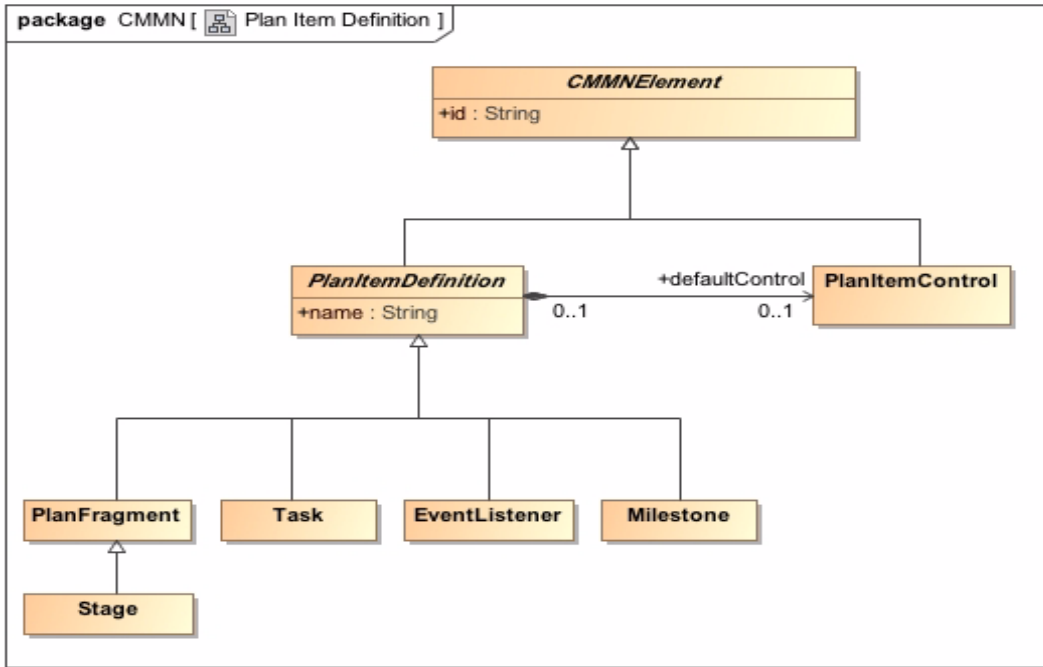 package CMMN [ Plan Item Definition ]
CMMNElement
+id : String
PlanItemDefinition
+name : String
+defaultControl
0..1
0..1
PlanItemControl
PlanFragment
Task
EventListener
Milestone
Stage